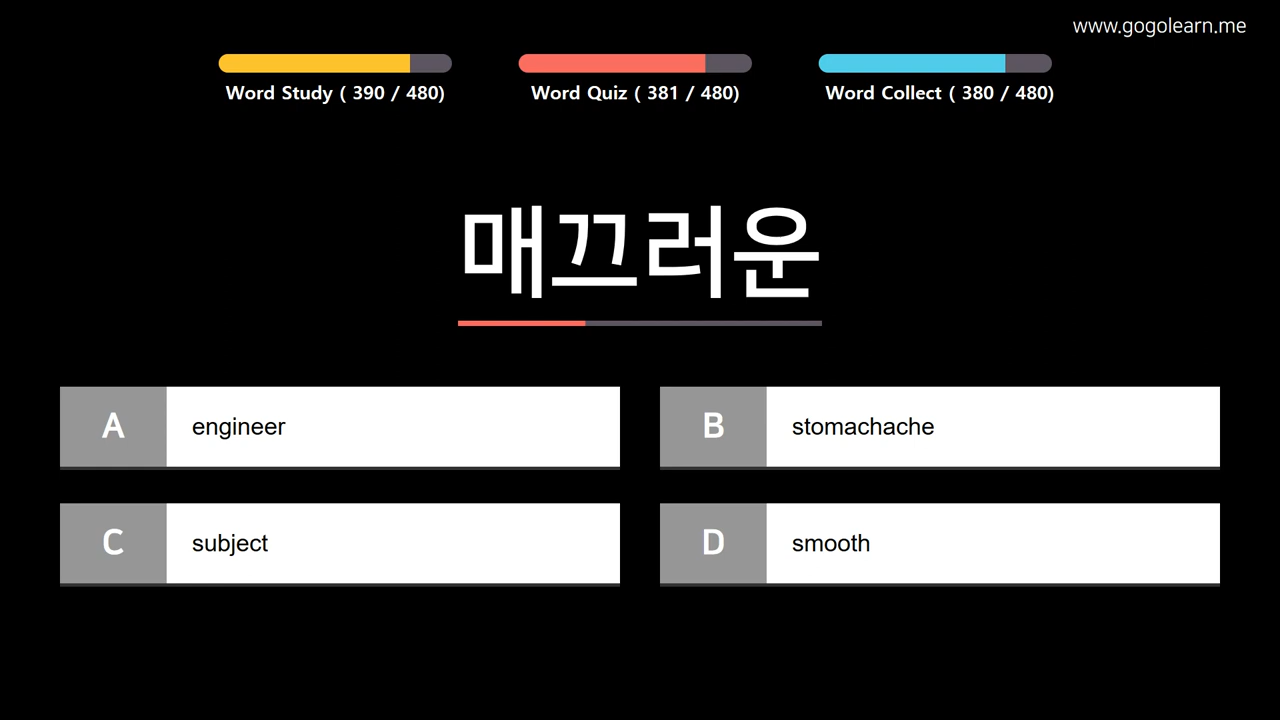 www.gogolearn.me
Word Study ( 390 / 480)
Word Quiz ( 381 / 480)
Word Collect ( 380 / 480)
매끄러운
A engineer
B stomachache
C subject
D smooth